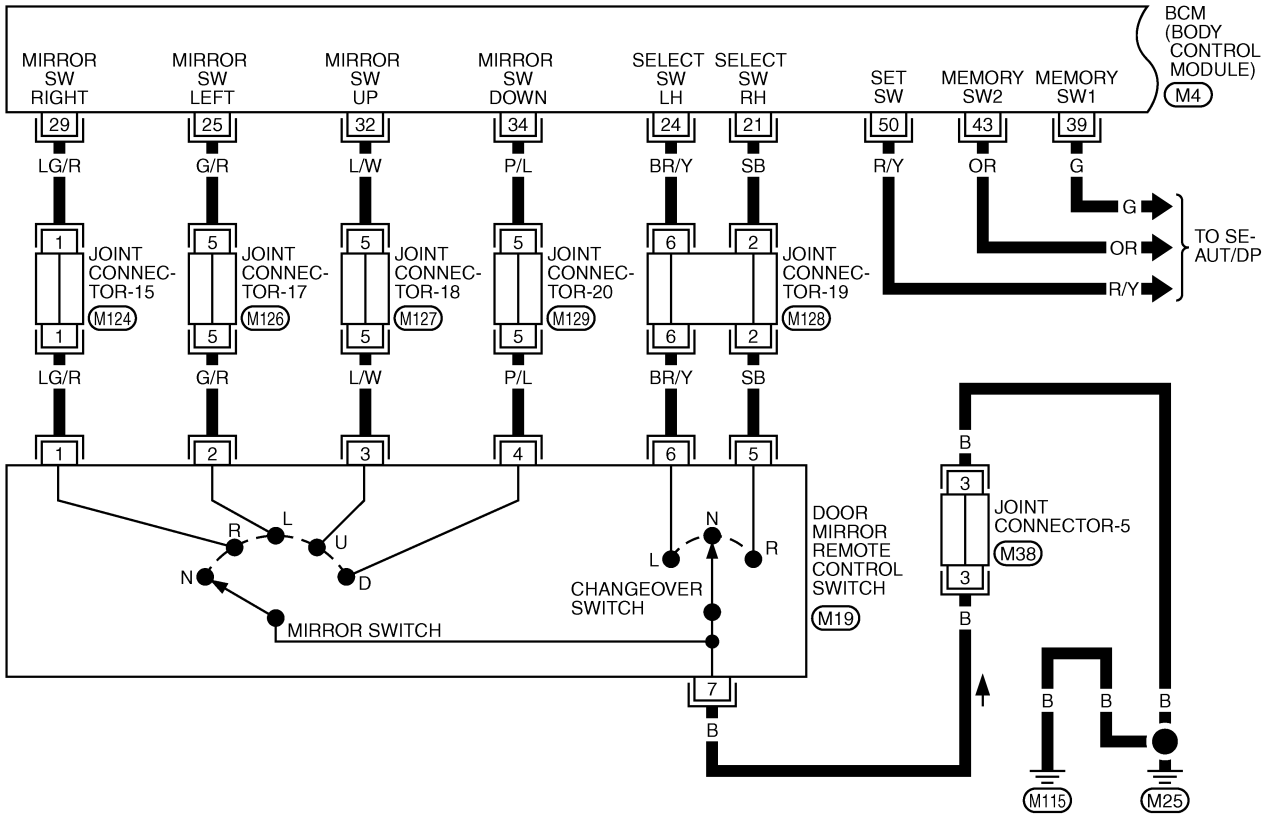 BCM
(BODY
CONTROL
MODULE)
M4
MIRROR
SW
RIGHT
MIRROR
SW
LEFT
MIRROR
SW
UP
MIRROR
SW
DOWN
SELECT
SW
LH
SELECT
SW
RH
SET
SW
MEMORY
SW2
MEMORY
SW1
29
25
32
34
24
21
50
43
39
LG/R
G/R
L/W
P/L
BR/Y
SB
R/Y
OR
G
G
OR
R/Y
TO SE-
AUT/DP
1
5
5
5
6
2
JOINT
CONNEC-
TOR-15
M124
JOINT
CONNEC-
TOR-17
M126
JOINT
CONNEC-
TOR-18
M127
JOINT
CONNEC-
TOR-20
M129
JOINT
CONNEC-
TOR-19
M128
1
5
5
5
6
2
LG/R
G/R
L/W
P/L
BR/Y
SB
1
2
3
4
6
5
N
R
L
U
D
MIRROR SWITCH
L
N
R
CHANGEOVER
SWITCH
DOOR
MIRROR
REMOTE
CONTROL
SWITCH
M19
7
B
B
3
JOINT
CONNECTOR-5
M38
3
B
B
B
B
M115
M25